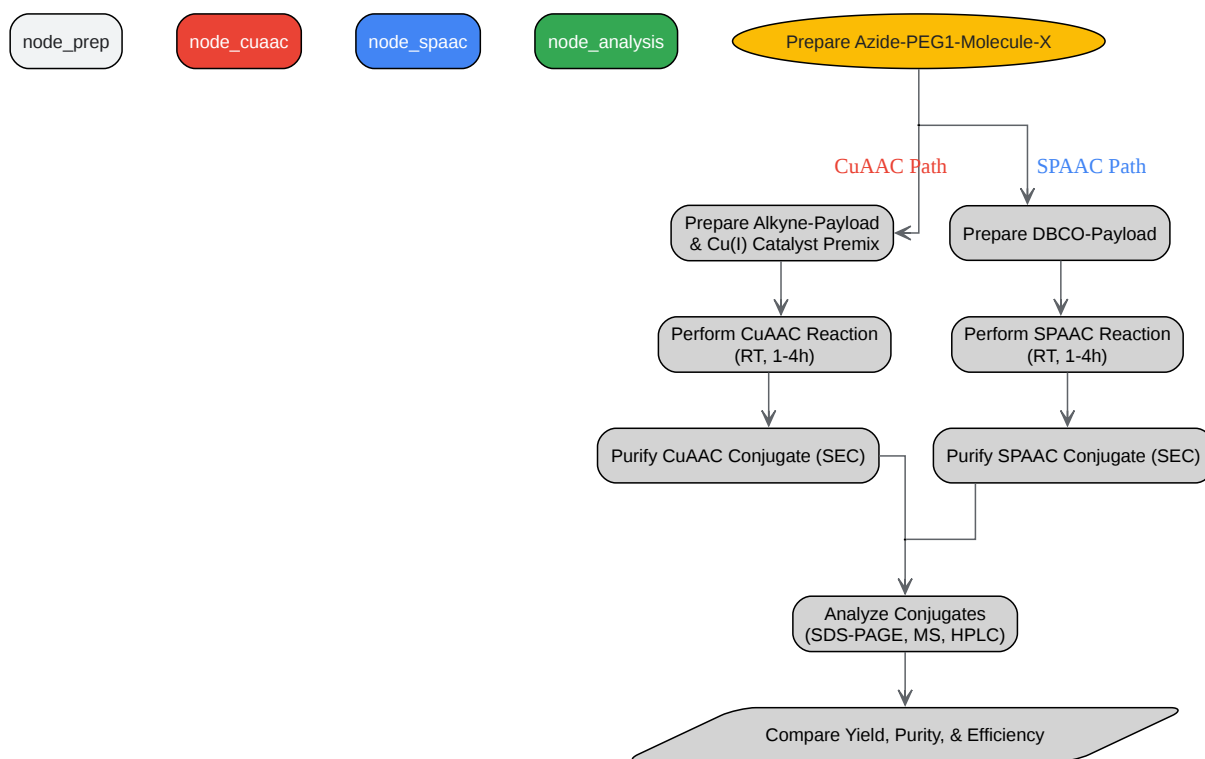 node_prep
node_cuaac
node_spaac
node_analysis
Prepare Azide-PEG1-Molecule-X
CuAAC Path
SPAAC Path
Prepare Alkyne-Payload
& Cu(I) Catalyst Premix
Prepare DBCO-Payload
Perform CuAAC Reaction
(RT, 1-4h)
Perform SPAAC Reaction
(RT, 1-4h)
Purify CuAAC Conjugate (SEC)
Purify SPAAC Conjugate (SEC)
Analyze Conjugates
(SDS-PAGE, MS, HPLC)
Compare Yield, Purity, & Efficiency